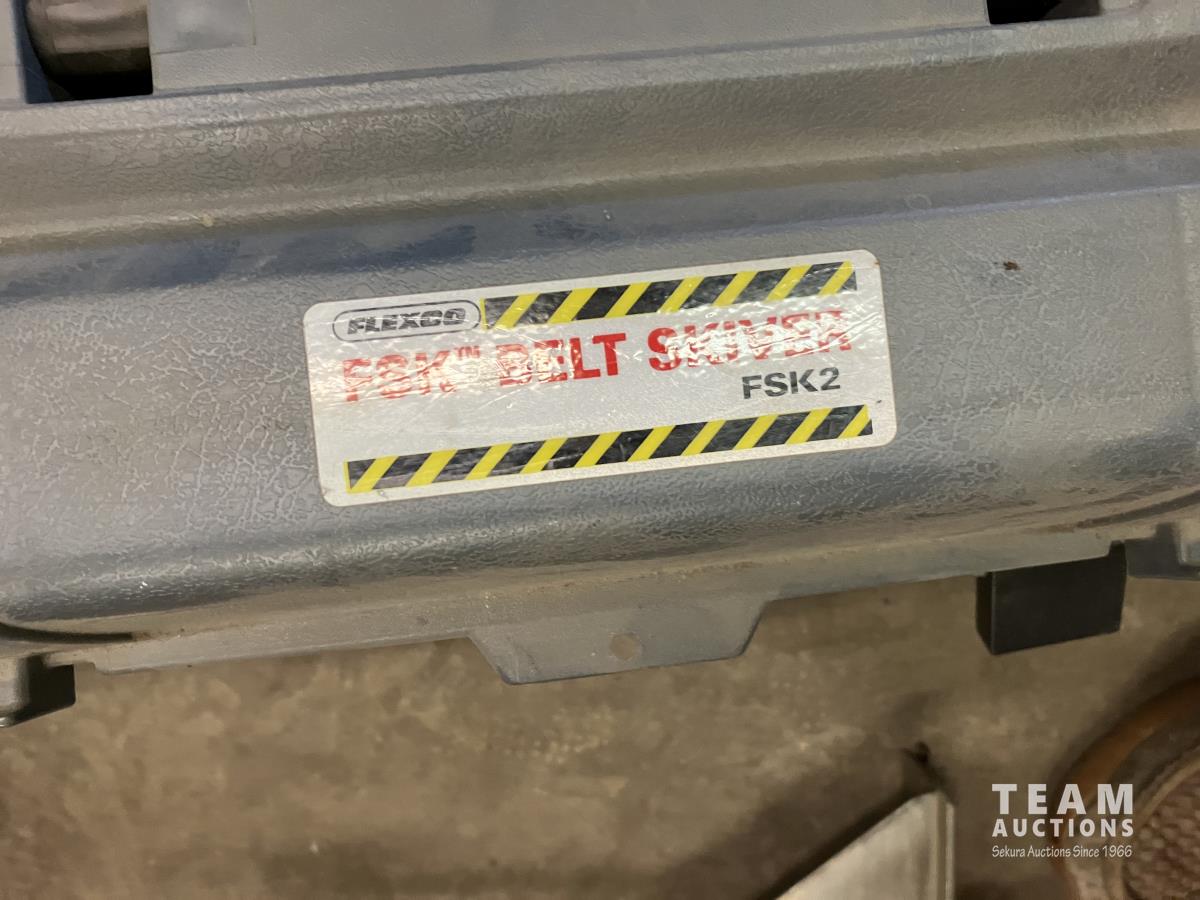 FLEXCO
FSK™ BELT SKIVER
FSK2
TEAM
AUCTIONS
Sekura Auctions Since 1966